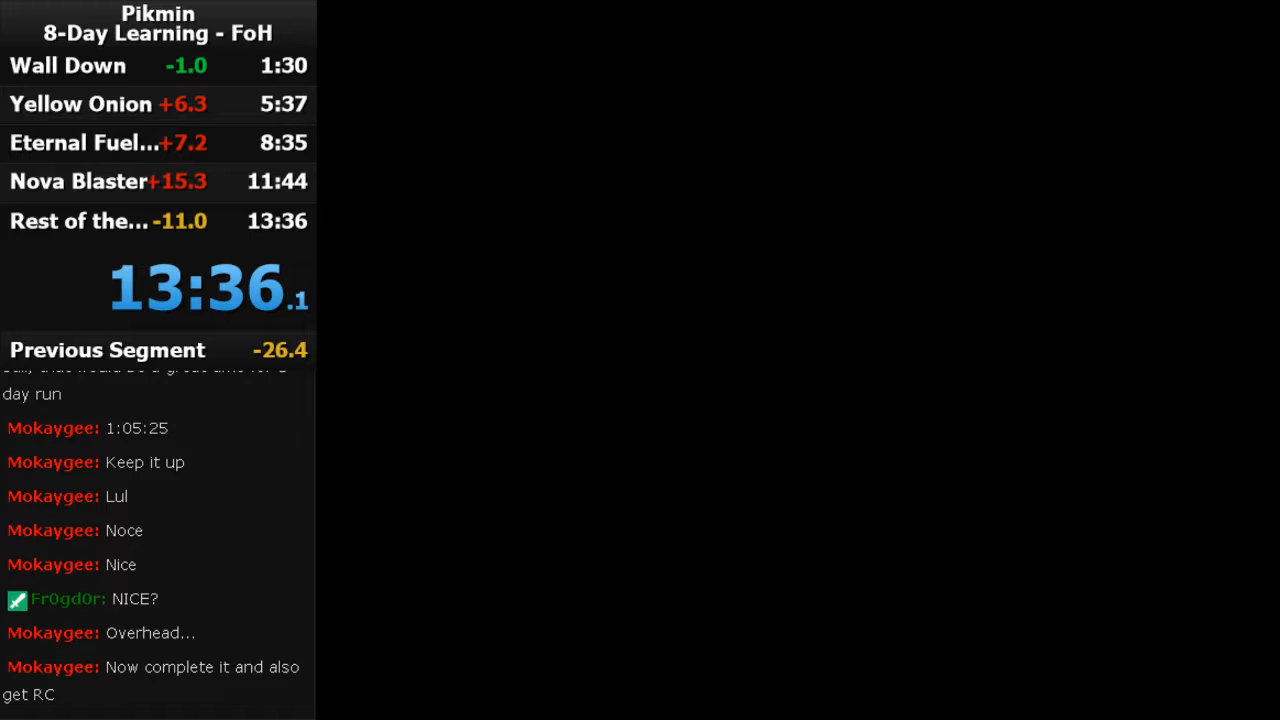 Pikmin
8-Day Learning - FoH
Wall Down -1.0 1:30
Yellow Onion +6.3 5:37
Eternal Fuel... +7.2 8:35
Nova Blaster +15.3 11:44
Rest of the... -11.0 13:36
13:36.1
Previous Segment -26.4
day run
Mokaygee: 1:05:25
Mokaygee: Keep it up
Mokaygee: Lul
Mokaygee: Noce
Mokaygee: Nice
Fr0gd0r: NICE?
Mokaygee: Overhead...
Mokaygee: Now complete it and also
get RC